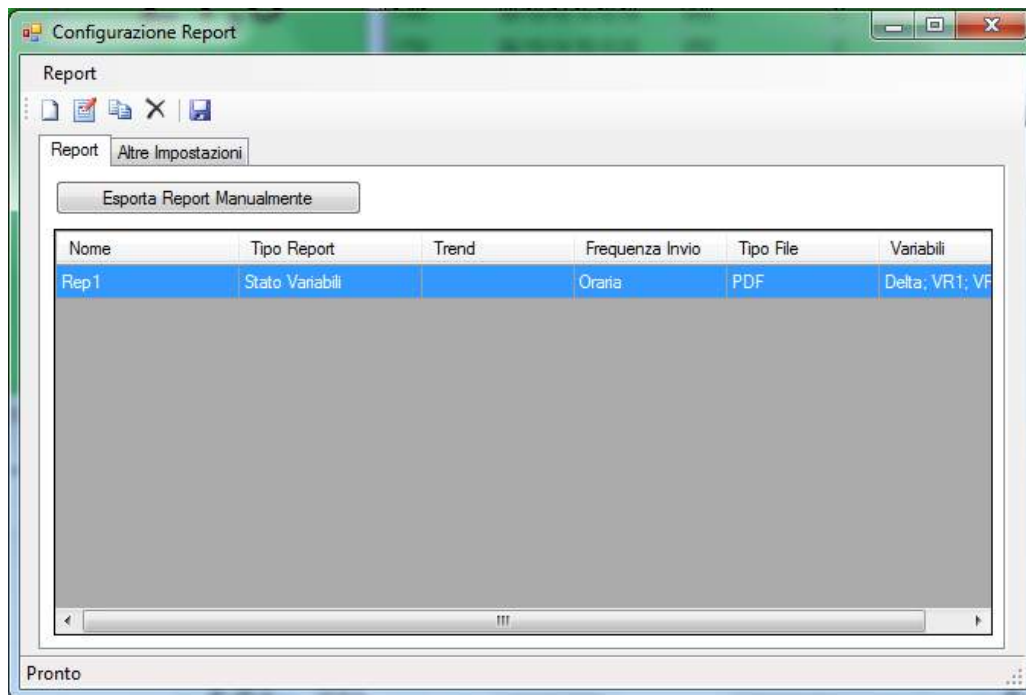 Configurazione Report
Report
Report Altre Impostazioni
Esporta Report Manualmente
Nome Tipo Report Trend Frequenza Invio Tipo File Variabili
Rep1 Stato Variabili Oraria PDF Delta; VR1; VR
Pronto